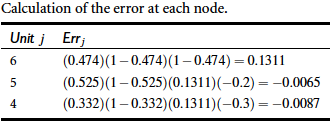 Calculation of the error at each node.
Unit j Errⱼ
6 (0.474)(1 − 0.474)(1 − 0.474) = 0.1311
5 (0.525)(1 − 0.525)(0.1311)(−0.2) = −0.0065
4 (0.332)(1 − 0.332)(0.1311)(−0.3) = −0.0087